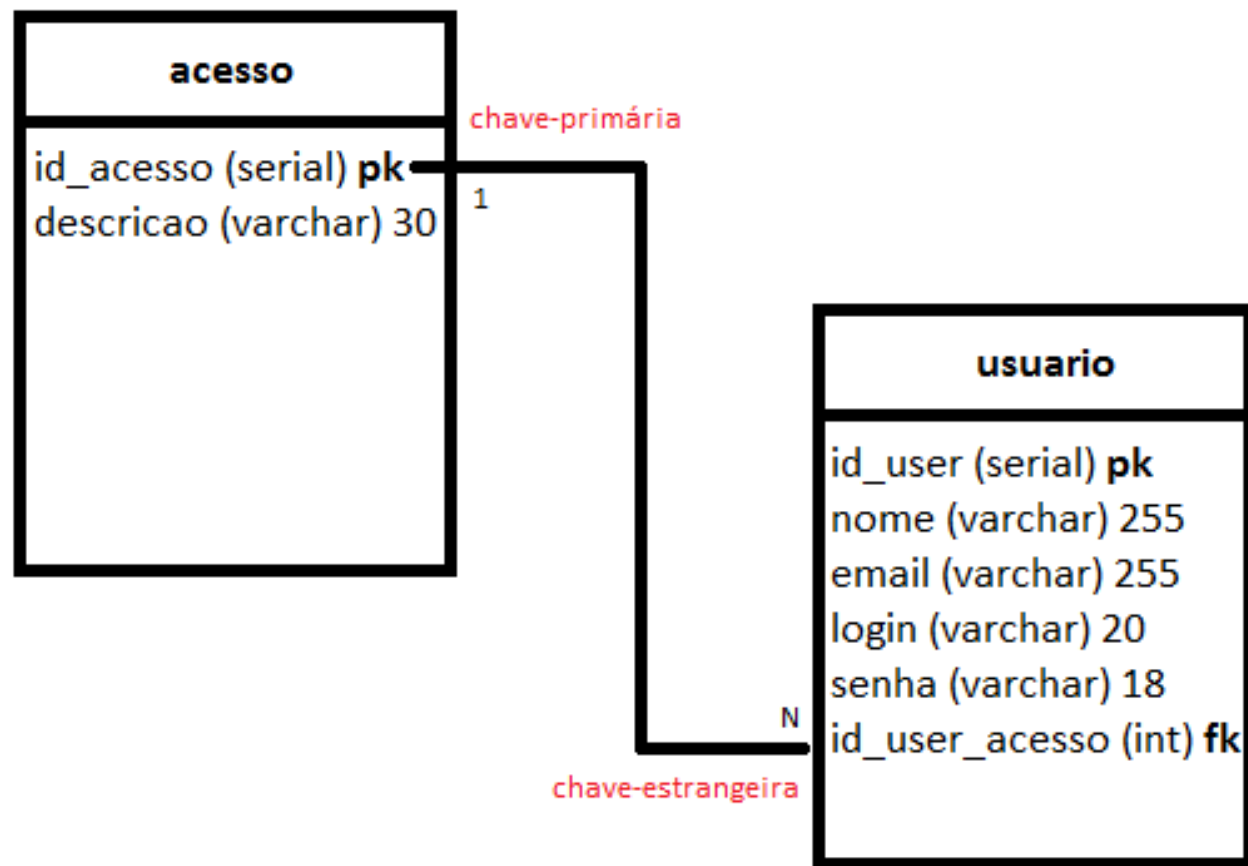 acesso
chave-primária
id_acesso (serial) pk
1
descricao (varchar) 30
usuario
id_user (serial) pk
nome (varchar) 255
email (varchar) 255
login (varchar) 20
senha (varchar) 18
N
id_user_acesso (int) fk
chave-estrangeira